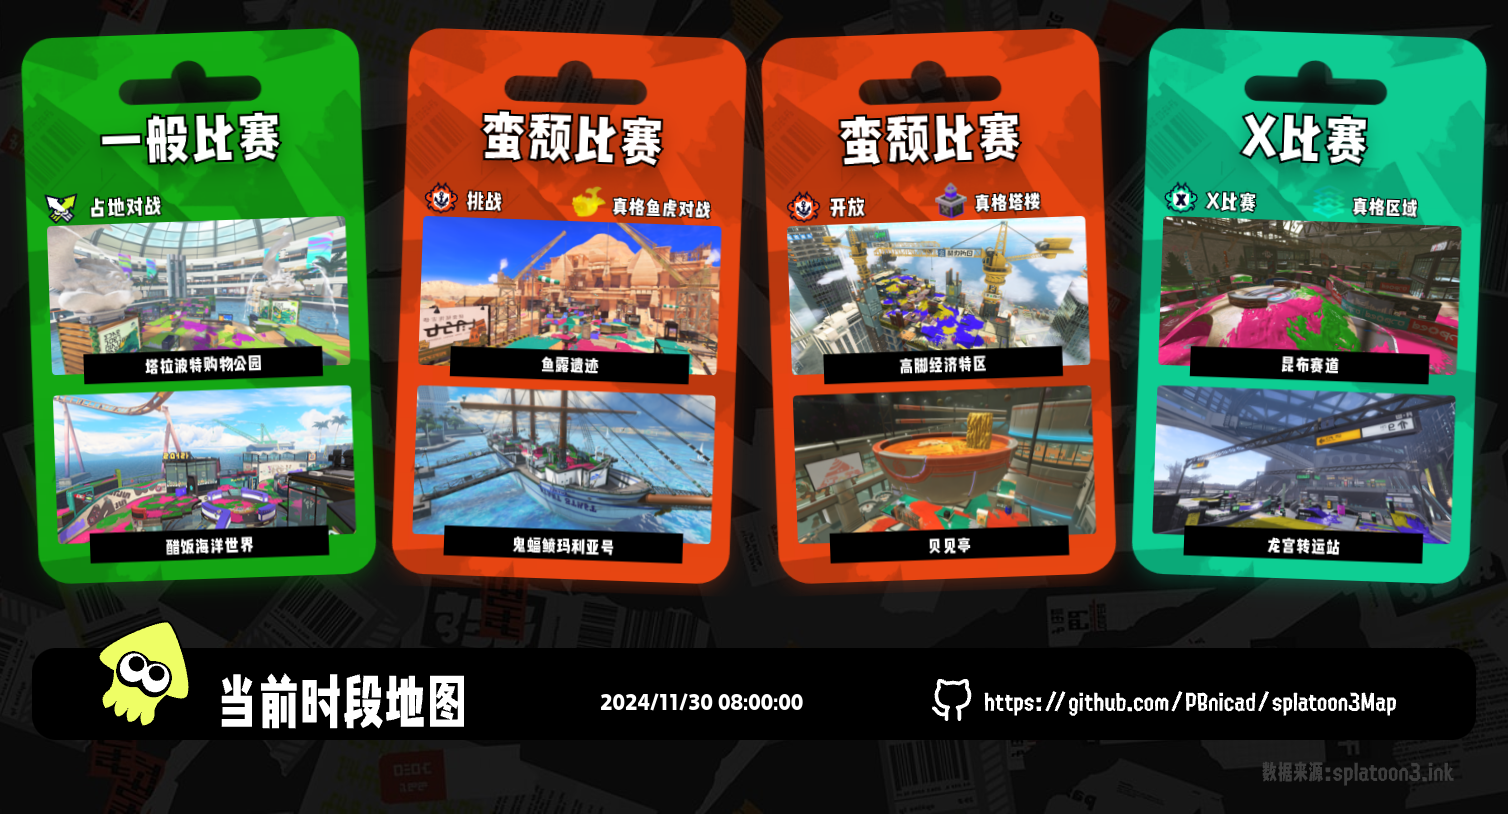 一般比赛
占地对战
塔拉波特购物公园
醋饭海洋世界
蛮颓比赛
挑战
真格鱼虎对战
鱼露遗迹
鬼蝠鲼玛利亚号
蛮颓比赛
开放
真格塔楼
高脚经济特区
贝见亭
X比赛
X比赛
真格区域
昆布赛道
龙宫转运站
当前时段地图
2024/11/30 08:00:00
https://github.com/PBnicad/splatoon3Map
数据来源:splatoon3.ink